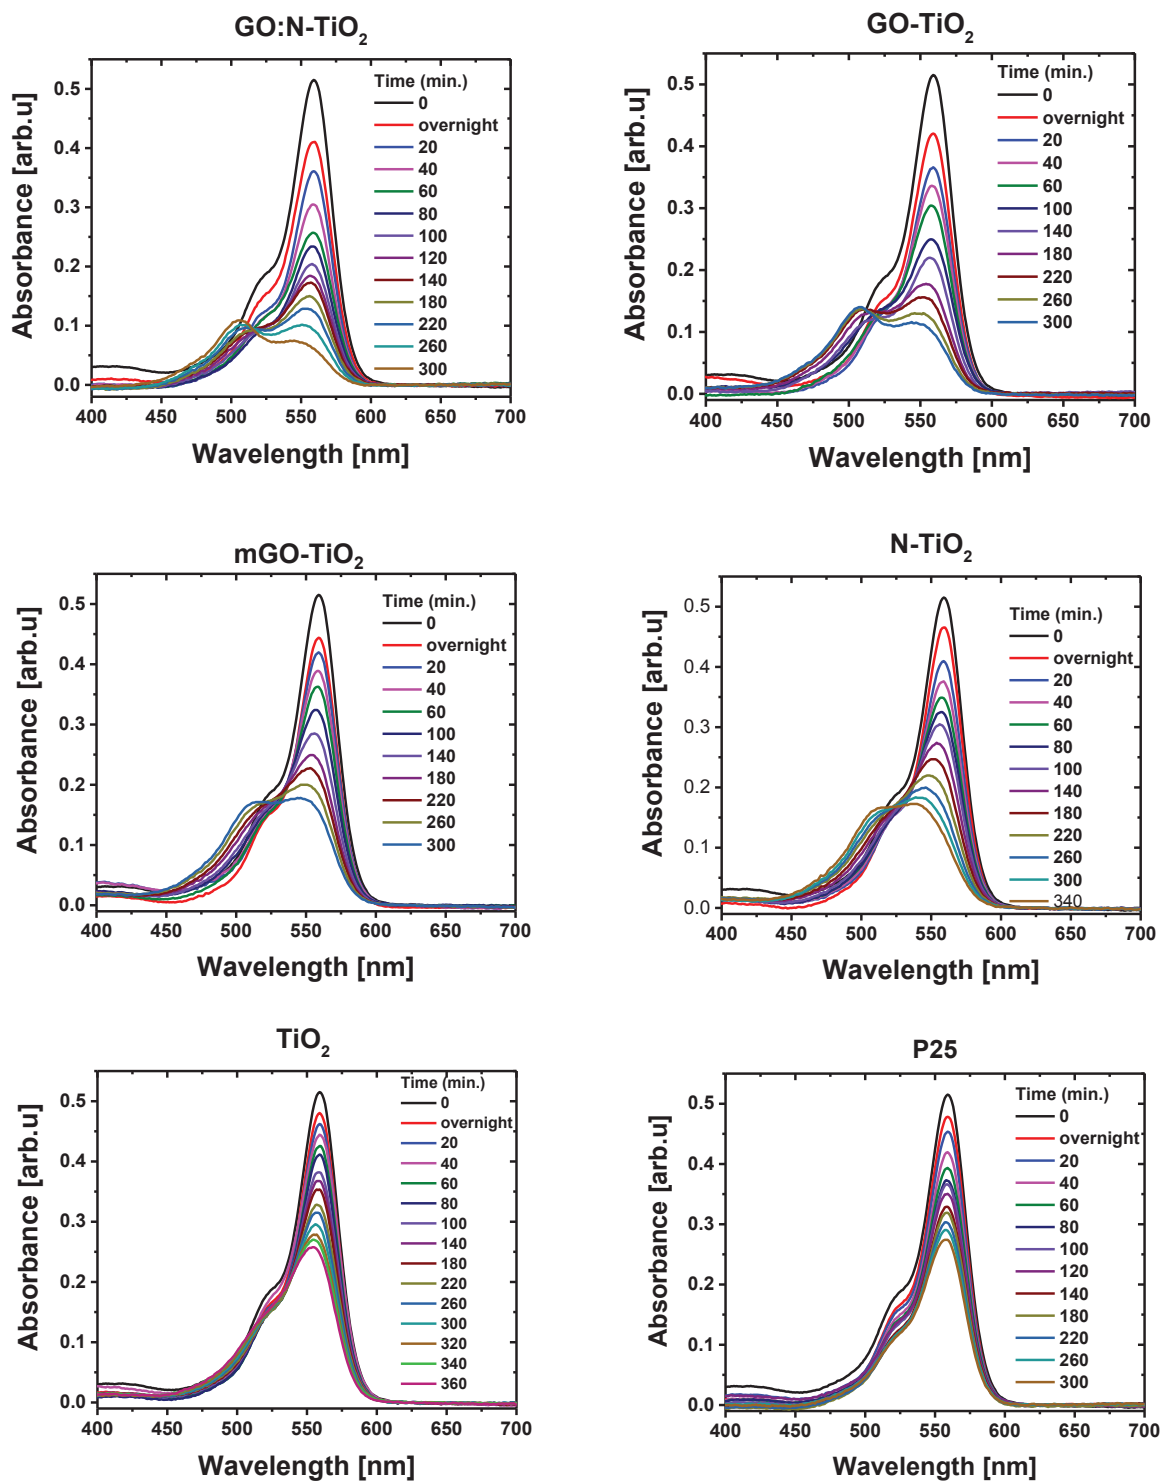 GO:N-TiO₂
Absorbance [arb.u]
0.5
0.4
0.3
0.2
0.1
0.0
Time (min.)
0
overnight
20
40
60
80
100
120
140
180
220
260
300
400 450 500 550 600 650 700
Wavelength [nm]
GO-TiO₂
Absorbance [arb.u]
0.5
0.4
0.3
0.2
0.1
0.0
Time (min.)
0
overnight
20
40
60
100
140
180
220
260
300
400 450 500 550 600 650 700
Wavelength [nm]
mGO-TiO₂
Absorbance [arb.u]
0.5
0.4
0.3
0.2
0.1
0.0
Time (min.)
0
overnight
20
40
60
100
140
180
220
260
300
400 450 500 550 600 650 700
Wavelength [nm]
N-TiO₂
Absorbance [arb.u]
0.5
0.4
0.3
0.2
0.1
0.0
Time (min.)
0
overnight
20
40
60
80
100
140
180
220
260
300
340
400 450 500 550 600 650 700
Wavelength [nm]
TiO₂
Absorbance [arb.u]
0.5
0.4
0.3
0.2
0.1
0.0
Time (min.)
0
overnight
20
40
60
80
100
140
180
220
260
300
320
340
360
400 450 500 550 600 650 700
Wavelength [nm]
P25
Absorbance [arb.u]
0.5
0.4
0.3
0.2
0.1
0.0
Time (min.)
0
overnight
20
40
60
80
100
120
140
180
220
260
300
400 450 500 550 600 650 700
Wavelength [nm]